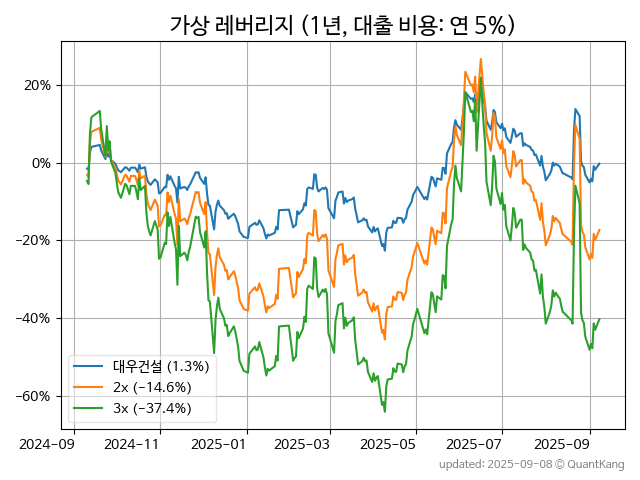 가상 레버리지 (1년, 대출 비용: 연 5%)
20%
0%
−20%
−40%
−60%
대우건설 (1.3%)
2x (−14.6%)
3x (−37.4%)
2024−09 2024−11 2025−01 2025−03 2025−05 2025−07 2025−09
updated: 2025-09-08 © QuantKang